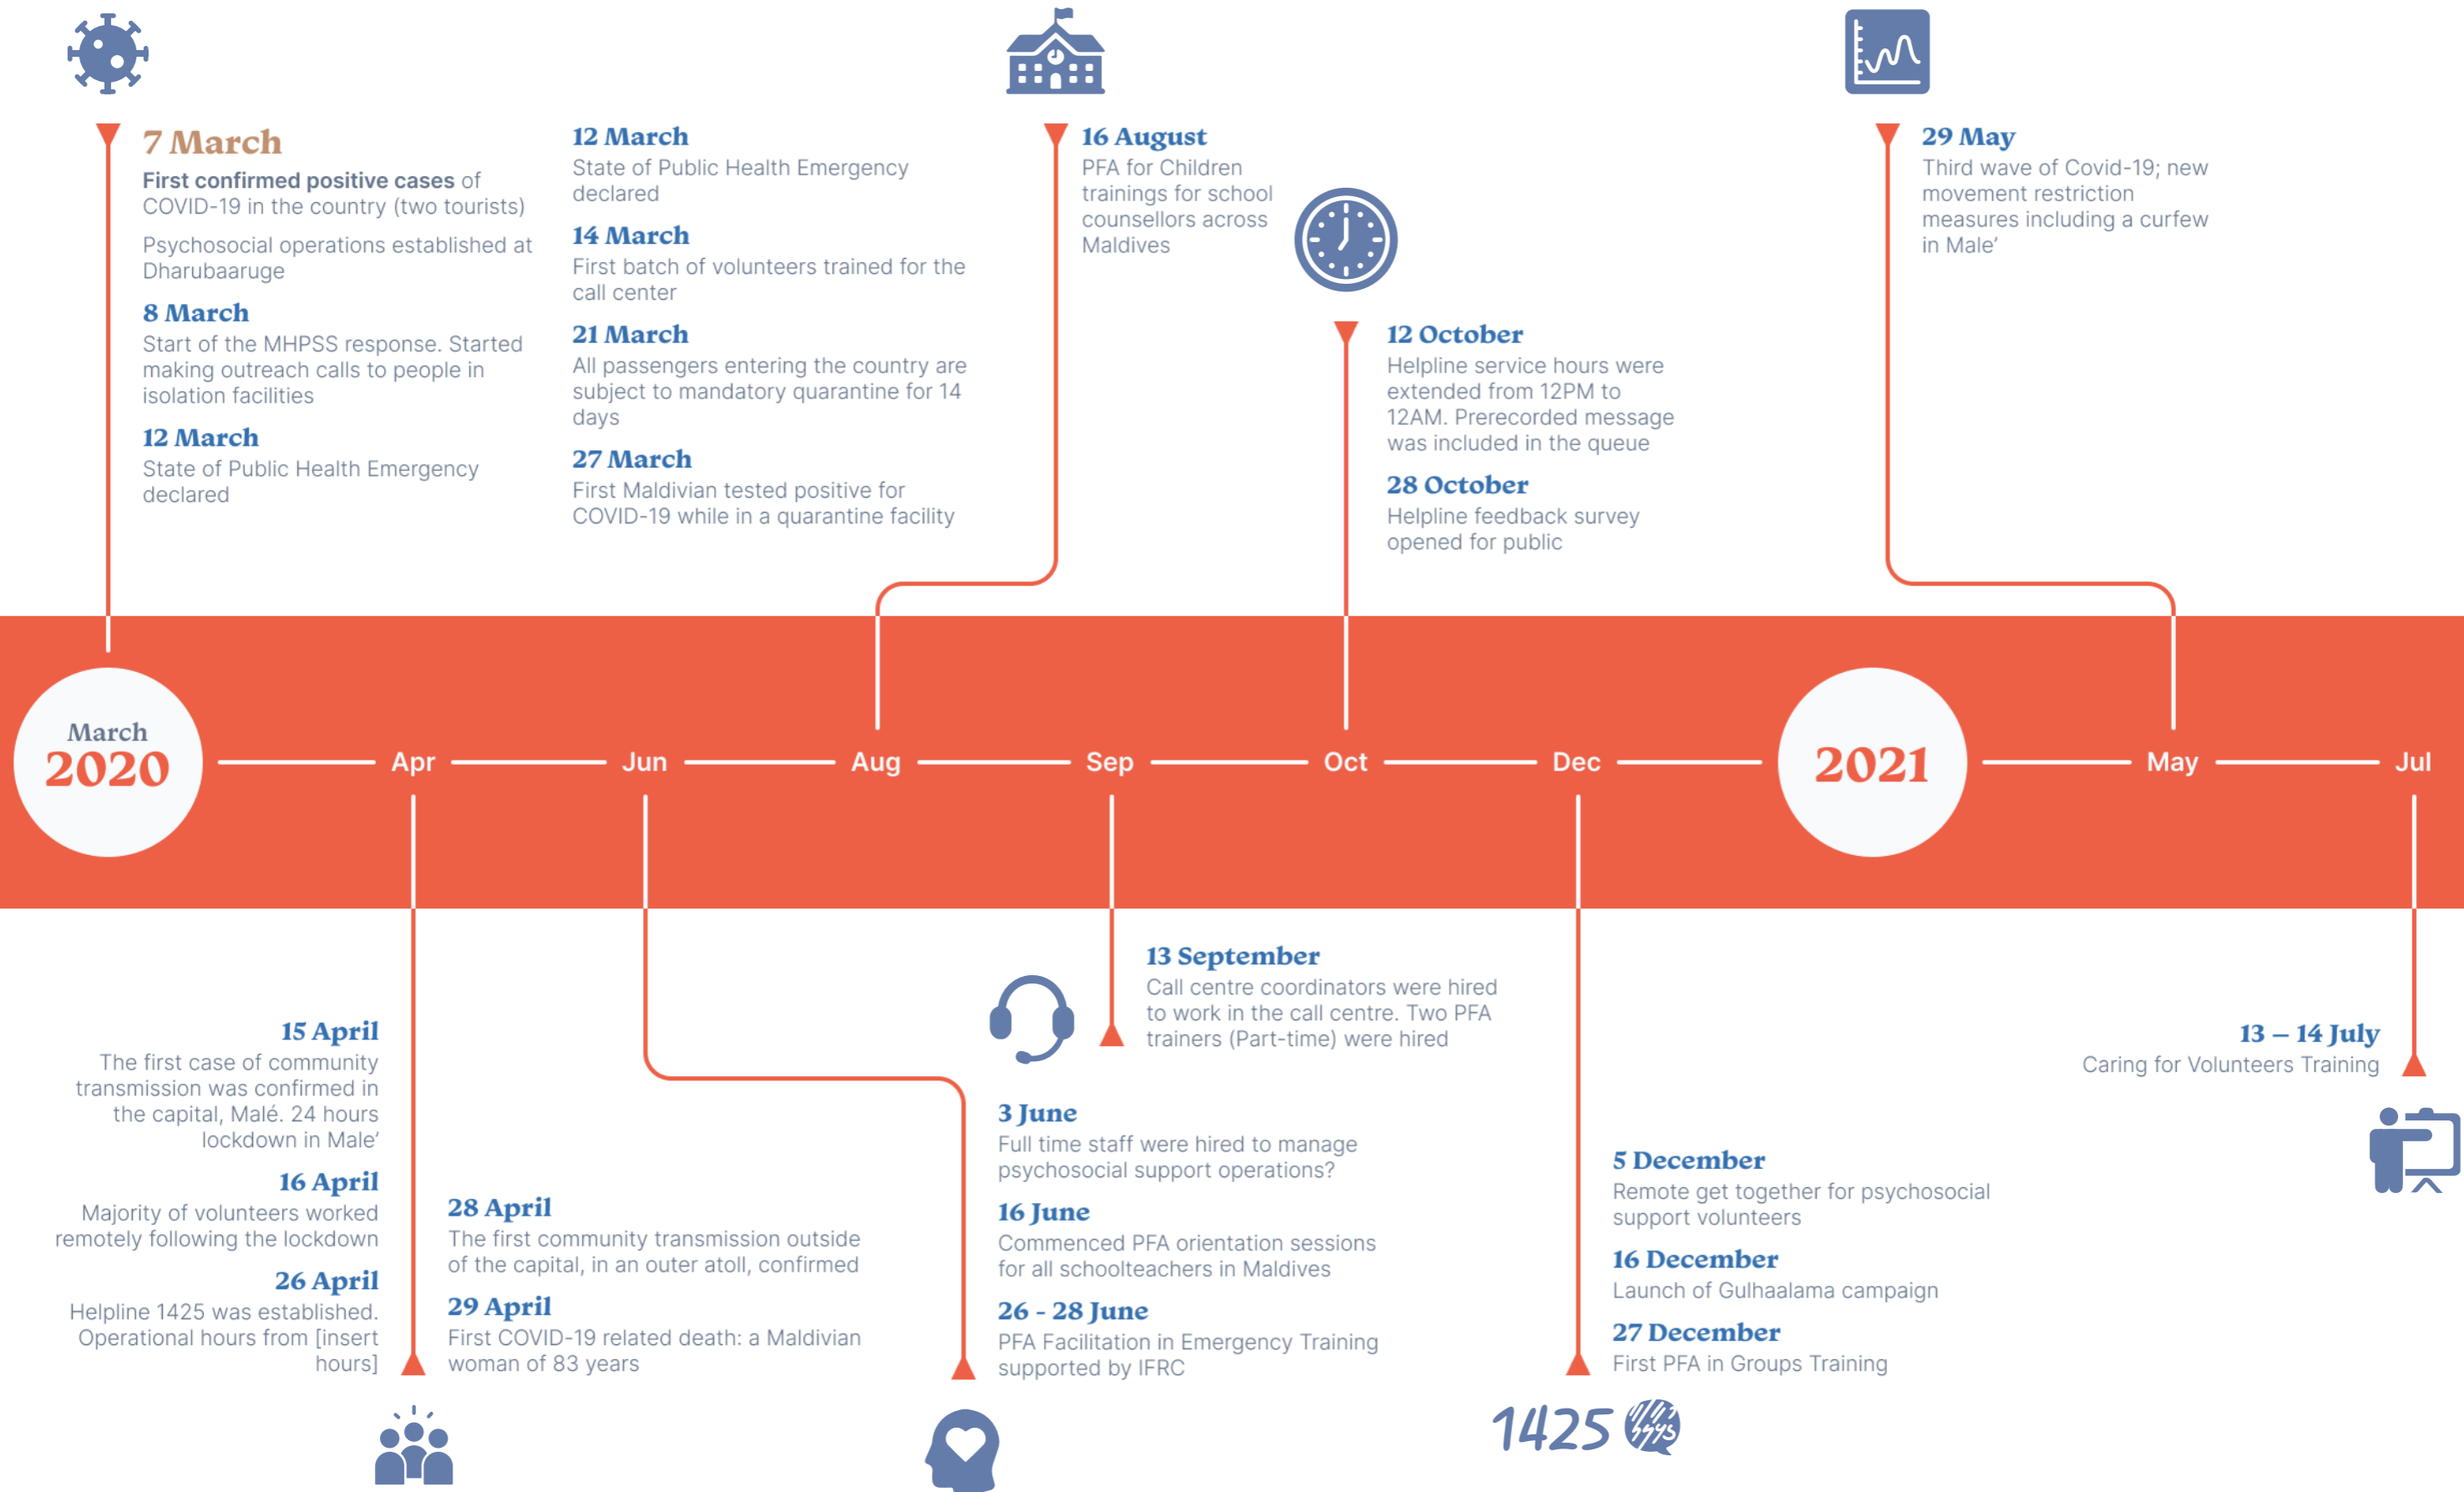 7 March
First confirmed positive cases of
COVID-19 in the country (two tourists)
Psychosocial operations established at
Dharubaaruge
8 March
Start of the MHPSS response. Started
making outreach calls to people in
isolation facilities
12 March
State of Public Health Emergency
declared
12 March
State of Public Health Emergency
declared
14 March
First batch of volunteers trained for the
call center
21 March
All passengers entering the country are
subject to mandatory quarantine for 14
days
27 March
First Maldivian tested positive for
COVID-19 while in a quarantine facility
16 August
PFA for Children
trainings for school
counsellors across
Maldives
12 October
Helpline service hours were
extended from 12PM to
12AM. Prerecorded message
was included in the queue
28 October
Helpline feedback survey
opened for public
29 May
Third wave of Covid-19; new
movement restriction
measures including a curfew
in Male’
March
2020
Apr
Jun
Aug
Sep
Oct
Dec
2021
May
Jul
15 April
The first case of community
transmission was confirmed in
the capital, Malé. 24 hours
lockdown in Male’
16 April
Majority of volunteers worked
remotely following the lockdown
26 April
Helpline 1425 was established.
Operational hours from [insert
hours]
28 April
The first community transmission outside
of the capital, in an outer atoll, confirmed
29 April
First COVID-19 related death: a Maldivian
woman of 83 years
13 September
Call centre coordinators were hired
to work in the call centre. Two PFA
trainers (Part-time) were hired
3 June
Full time staff were hired to manage
psychosocial support operations?
16 June
Commenced PFA orientation sessions
for all schoolteachers in Maldives
26 - 28 June
PFA Facilitation in Emergency Training
supported by IFRC
5 December
Remote get together for psychosocial
support volunteers
16 December
Launch of Gulhaalama campaign
27 December
First PFA in Groups Training
1425
13 – 14 July
Caring for Volunteers Training